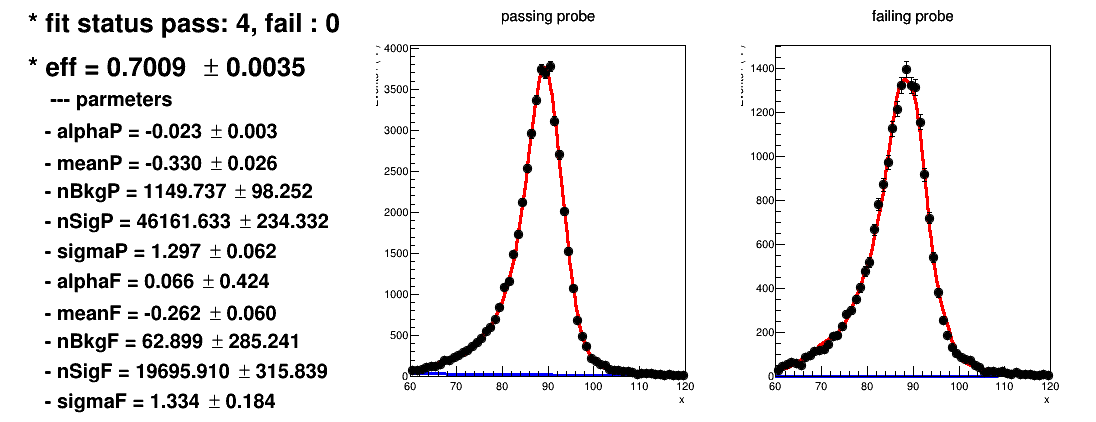 * fit status pass: 4, fail : 0
* eff = 0.7009 ± 0.0035
--- parmeters
- alphaP = -0.023 ± 0.003
- meanP = -0.330 ± 0.026
- nBkgP = 1149.737 ± 98.252
- nSigP = 46161.633 ± 234.332
- sigmaP = 1.297 ± 0.062
- alphaF = 0.066 ± 0.424
- meanF = -0.262 ± 0.060
- nBkgF = 62.899 ± 285.241
- nSigF = 19695.910 ± 315.839
- sigmaF = 1.334 ± 0.184
passing probe
4000
3500
3000
2500
2000
1500
1000
500
0
60 70 80 90 100 110 120
x
failing probe
1400
1200
1000
800
600
400
200
0
60 70 80 90 100 110 120
x